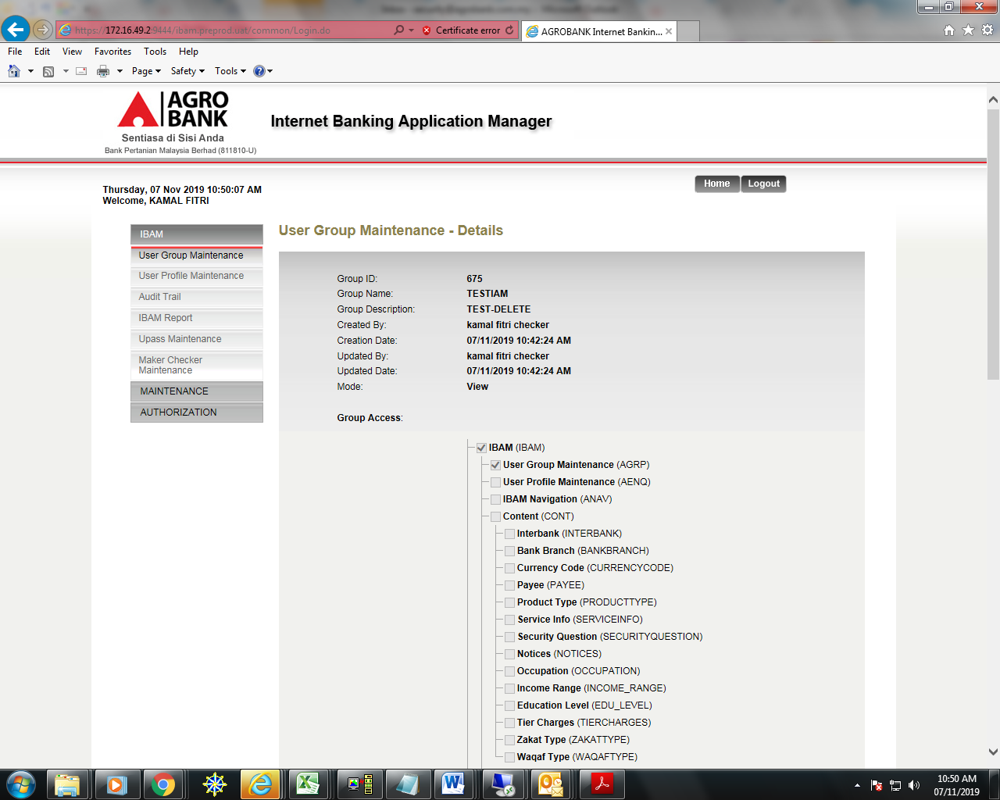 https://172.16.49.2:9444/ibam.preprod.uat/common/Login.do
Certificate error
AGROBANK Internet Bankin...
File Edit View Favorites Tools Help
Page Safety Tools
AGRO
BANK
Sentiasa di Sisi Anda
Bank Pertanian Malaysia Berhad (811810-U)
Internet Banking Application Manager
Thursday, 07 Nov 2019 10:50:07 AM
Welcome, KAMAL FITRI
Home Logout
IBAM
User Group Maintenance
User Profile Maintenance
Audit Trail
IBAM Report
Upass Maintenance
Maker Checker
Maintenance
MAINTENANCE
AUTHORIZATION
User Group Maintenance - Details
Group ID: 675
Group Name: TESTIAM
Group Description: TEST-DELETE
Created By: kamal fitri checker
Creation Date: 07/11/2019 10:42:24 AM
Updated By: kamal fitri checker
Updated Date: 07/11/2019 10:42:24 AM
Mode: View
Group Access:
IBAM (IBAM)
User Group Maintenance (AGRP)
User Profile Maintenance (AENQ)
IBAM Navigation (ANAV)
Content (CONT)
Interbank (INTERBANK)
Bank Branch (BANKBRANCH)
Currency Code (CURRENCYCODE)
Payee (PAYEE)
Product Type (PRODUCTTYPE)
Service Info (SERVICEINFO)
Security Question (SECURITYQUESTION)
Notices (NOTICES)
Occupation (OCCUPATION)
Income Range (INCOME_RANGE)
Education Level (EDU_LEVEL)
Tier Charges (TIERCHARGES)
Zakat Type (ZAKATTYPE)
Waqaf Type (WAQAFTYPE)
10:50 AM
07/11/2019